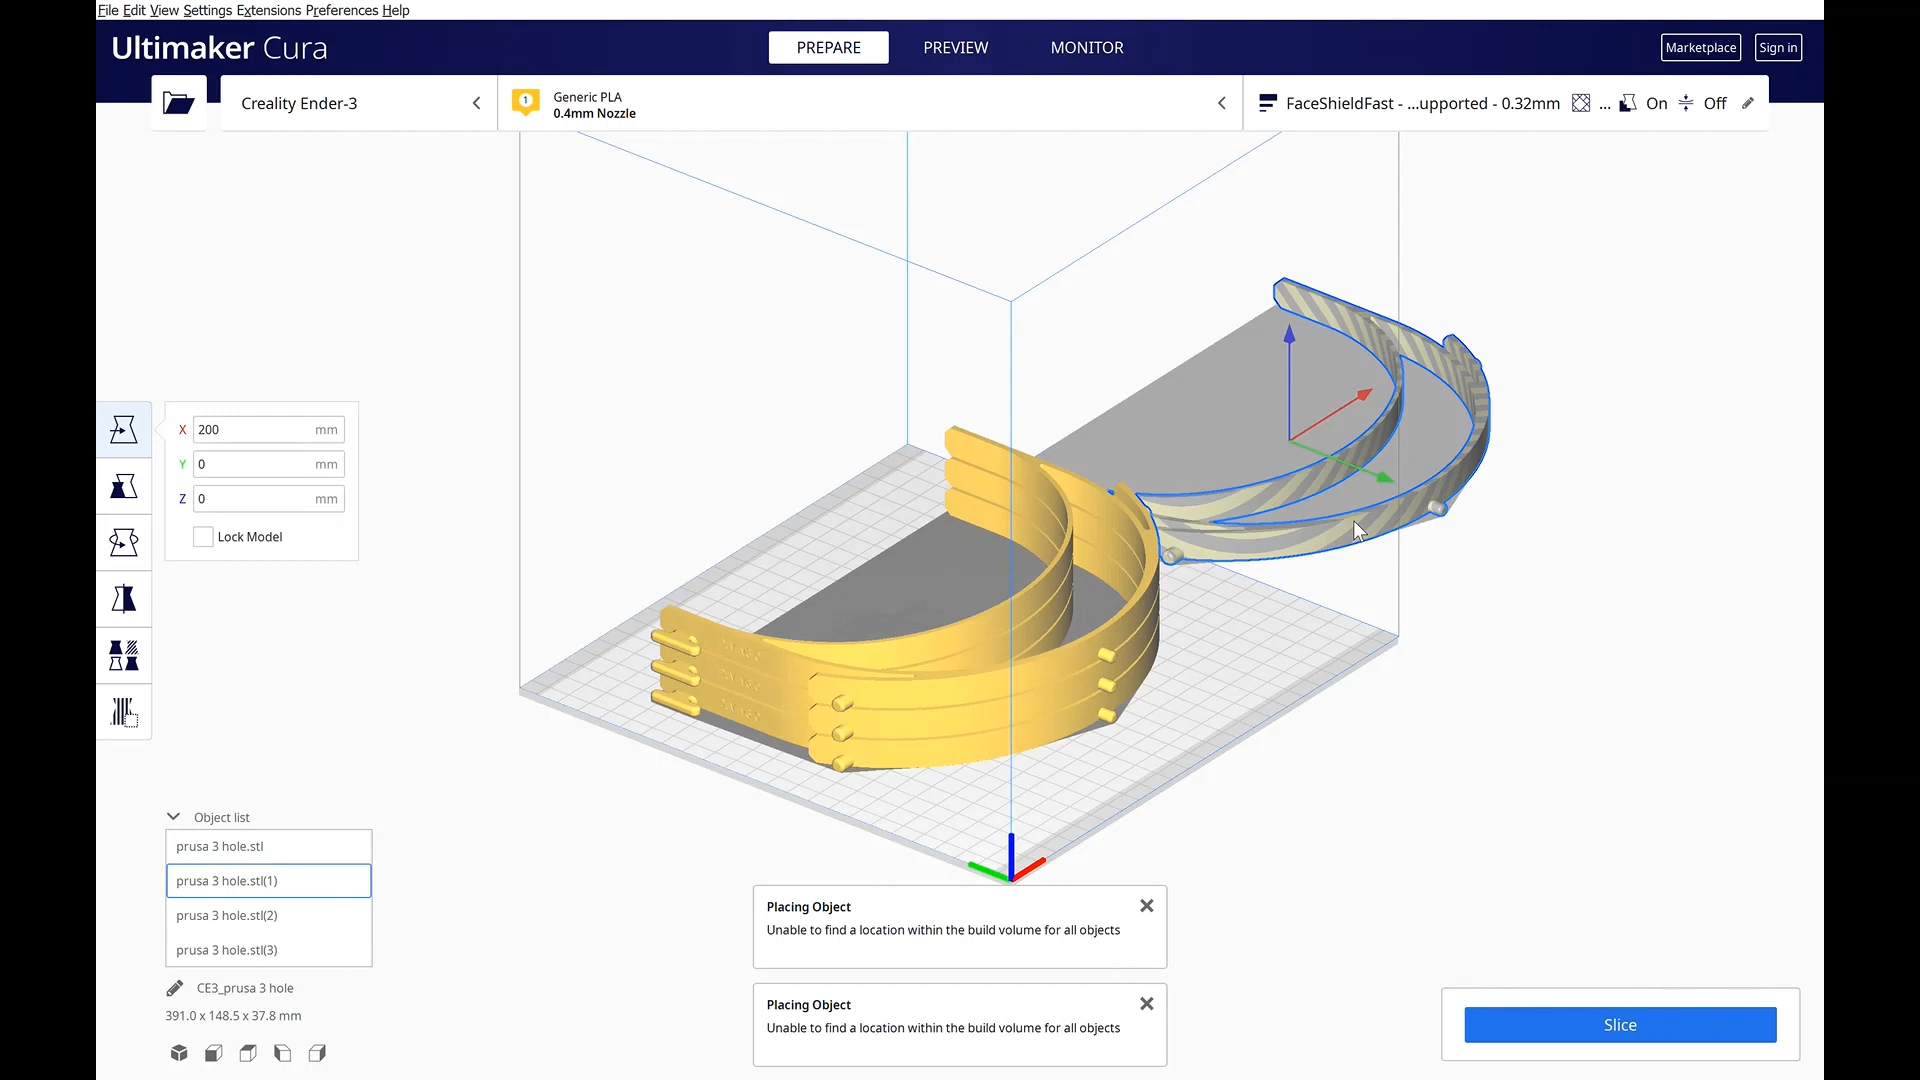 File Edit View Settings Extensions Preferences Help
Ultimaker Cura
PREPARE
PREVIEW
MONITOR
Marketplace
Sign in
Creality Ender-3
1
Generic PLA
0.4mm Nozzle
FaceShieldFast - ...upported - 0.32mm
...
On
Off
X 200 mm
Y 0 mm
Z 0 mm
Lock Model
Object list
prusa 3 hole.stl
prusa 3 hole.stl(1)
prusa 3 hole.stl(2)
prusa 3 hole.stl(3)
CE3_prusa 3 hole
391.0 x 148.5 x 37.8 mm
Placing Object
Unable to find a location within the build volume for all objects
Placing Object
Unable to find a location within the build volume for all objects
Slice